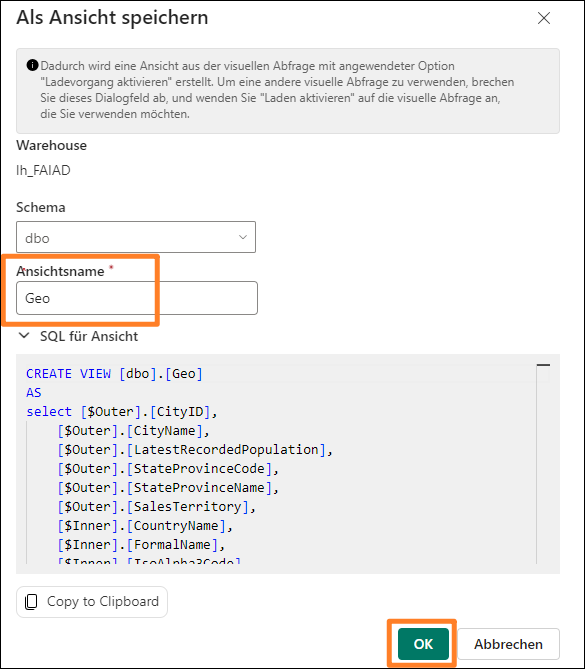 Als Ansicht speichern
Dadurch wird eine Ansicht aus der visuellen Abfrage mit angewendeter Option
"Ladevorgang aktivieren" erstellt. Um eine andere visuelle Abfrage zu verwenden, brechen
Sie dieses Dialogfeld ab, und wenden Sie "Laden aktivieren" auf die visuelle Abfrage an,
die Sie verwenden möchten.
Warehouse
lh_FAIAD
Schema
dbo
Ansichtsname *
Geo
SQL für Ansicht
CREATE VIEW [dbo].[Geo]
AS
select [$Outer].[CityID],
[$Outer].[CityName],
[$Outer].[LatestRecordedPopulation],
[$Outer].[StateProvinceCode],
[$Outer].[StateProvinceName],
[$Outer].[SalesTerritory],
[$Inner].[CountryName],
[$Inner].[FormalName],
[$Inner].[IsoAlpha3Code]
Copy to Clipboard
OK
Abbrechen